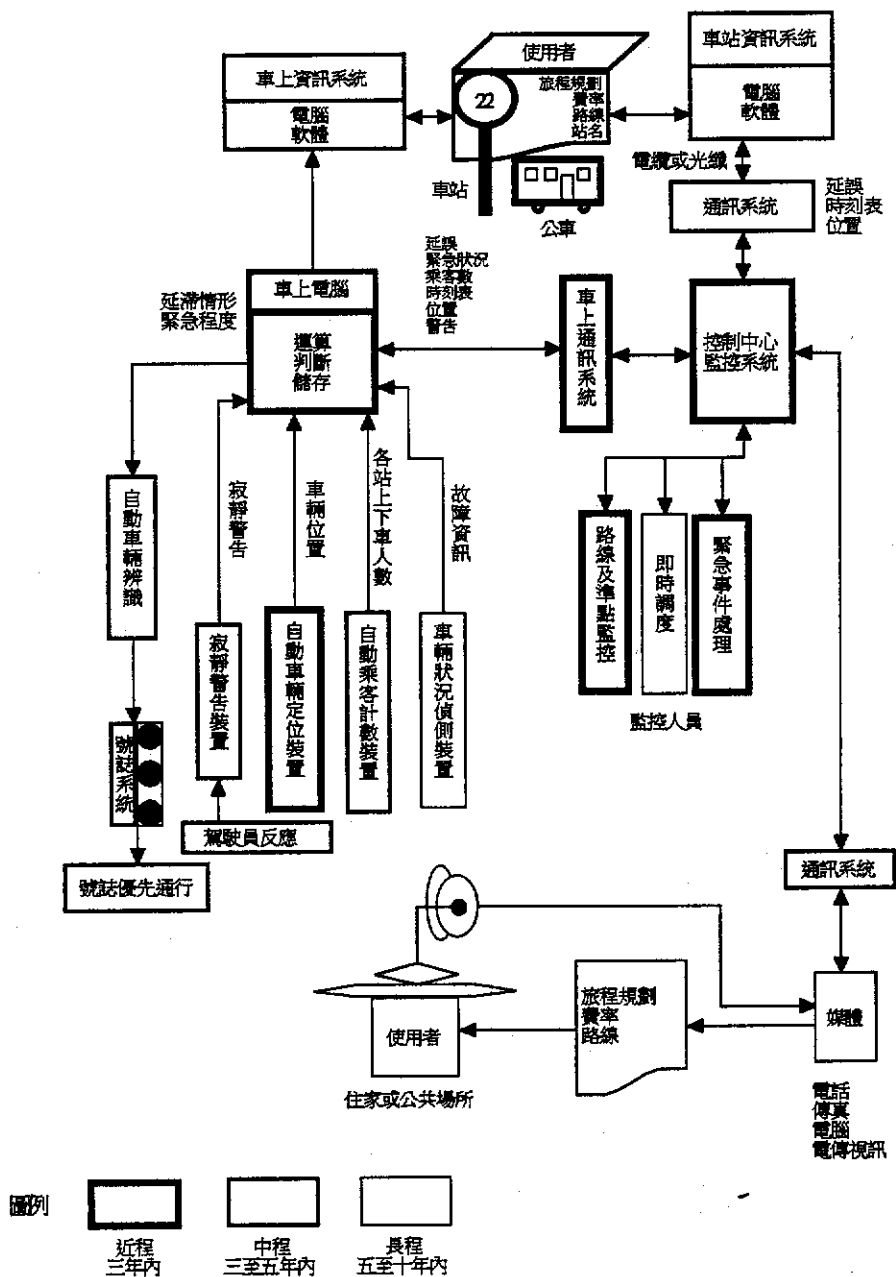 使用者
車站資訊系統
車上資訊系統
22
旅程規劃
費率
路線
站名
電腦
軟體
電腦
軟體
電纜或光纖
車站
公車
通訊系統
延誤
時刻表
位置
延誤
緊急狀況
乘客數
時刻表
位置
警告
車上電腦
延滯情形
緊急程度
運算
判斷
儲存
車上通訊系統
控制中心
監控系統
自動車輛辨識
寂靜警告
車輛位置
各站上下車人數
故障資訊
路線及準點監控
即時調度
緊急事件處理
寂靜警告裝置
自動車輛定位裝置
自動乘客計數裝置
車輛狀況偵測裝置
監控人員
號誌系統
駕駛員反應
號誌優先通行
通訊系統
旅程規劃
費率
路線
使用者
媒體
住家或公共場所
電話
傳真
電腦
電傳視訊
圖例
近程
三年內
中程
三至五年內
長程
五至十年內